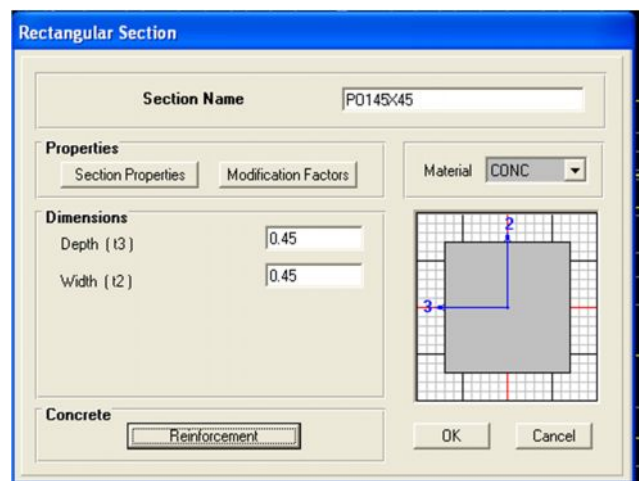 Rectangular Section
Section Name P0145X45
Properties
Section Properties Modification Factors
Material CONC
Dimensions
Depth ( t3 ) 0.45
Width ( t2 ) 0.45
2
3
Concrete
Reinforcement
OK Cancel